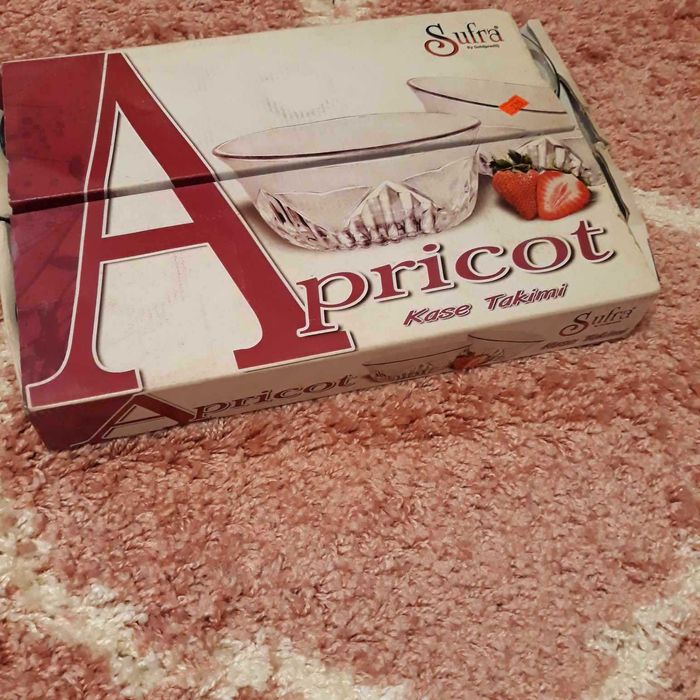 Sufra
Apricot
Kase Takimi
Sufra
Apricot